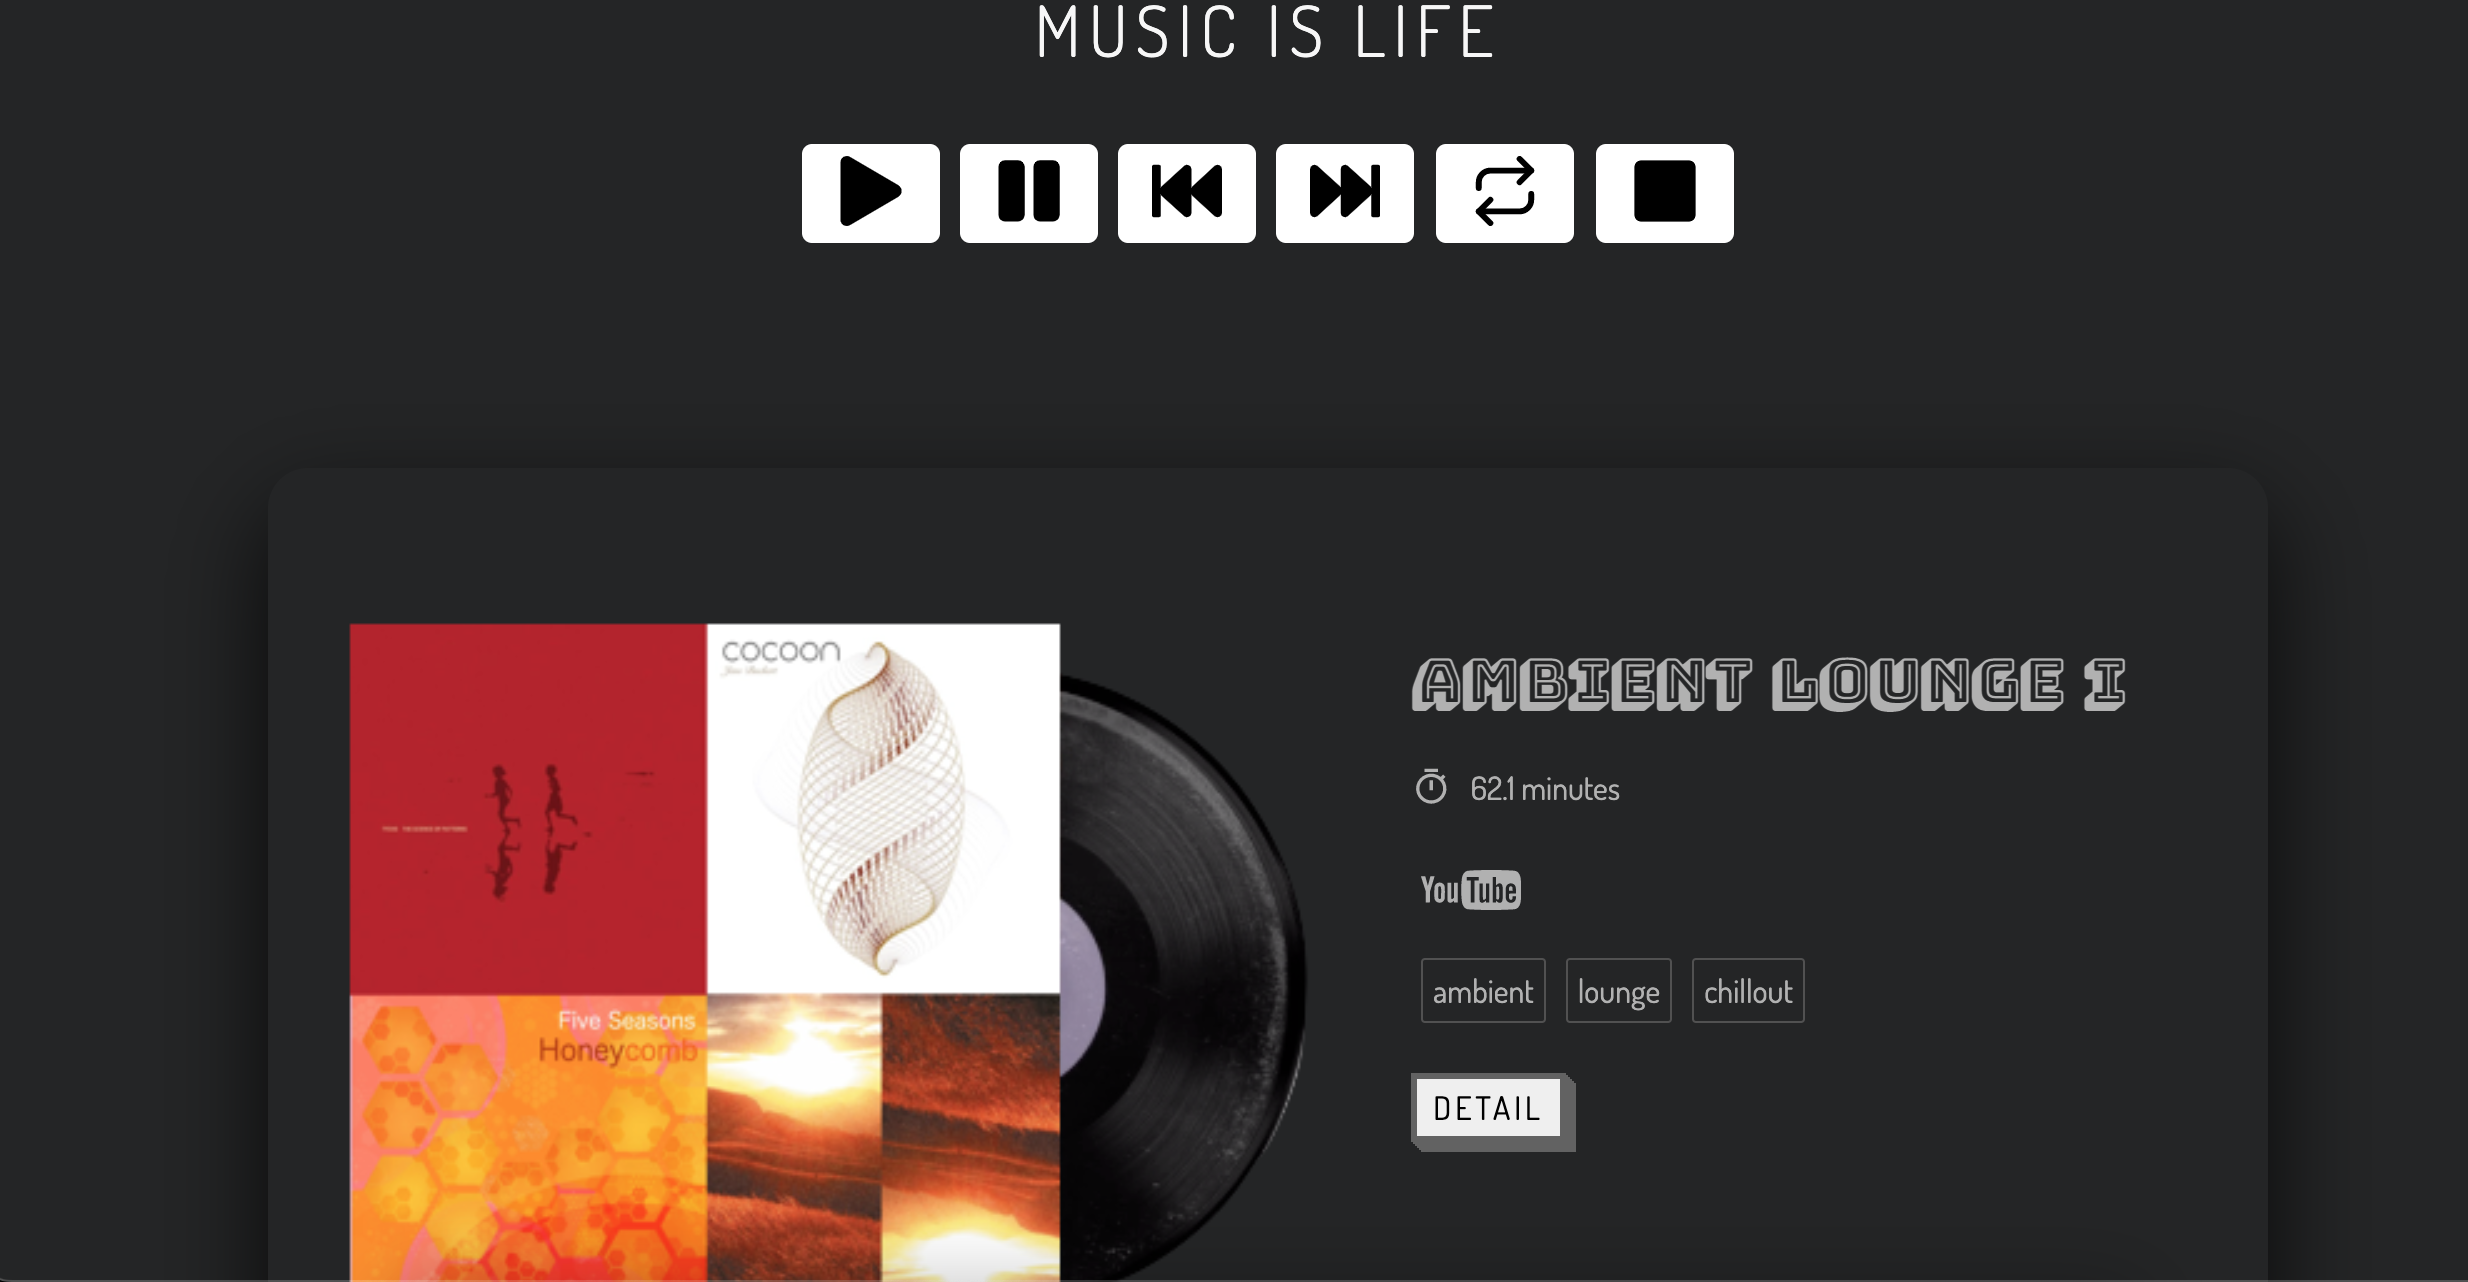 MUSIC IS LIFE
cocoon
AMBIENT LOUNGE I
62.1 minutes
YouTube
ambient
lounge
chillout
Five Seasons
Honeycomb
DETAIL